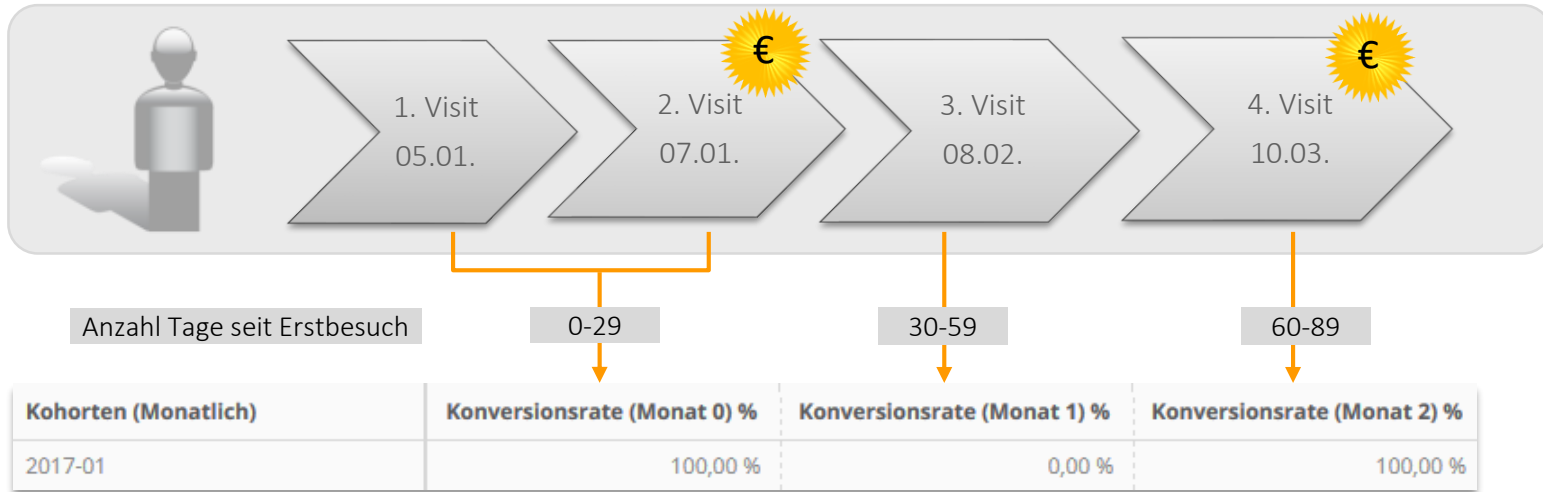 €
€
1. Visit
05.01.
2. Visit
07.01.
3. Visit
08.02.
4. Visit
10.03.
Anzahl Tage seit Erstbesuch
0-29
30-59
60-89
Kohorten (Monatlich)
Konversionsrate (Monat 0) %
Konversionsrate (Monat 1) %
Konversionsrate (Monat 2) %
2017-01
100,00 %
0,00 %
100,00 %